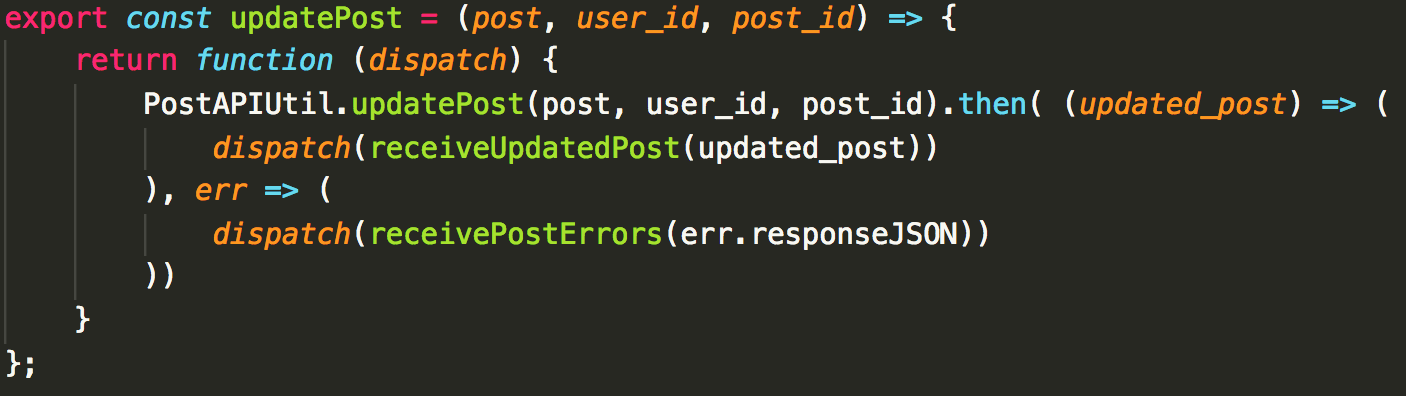 export const updatePost = (post, user_id, post_id) => {
    return function (dispatch) {
        PostAPIUtil.updatePost(post, user_id, post_id).then( (updated_post) => (
            dispatch(receiveUpdatedPost(updated_post))
        ), err => (
            dispatch(receivePostErrors(err.responseJSON))
        ))
    }
};